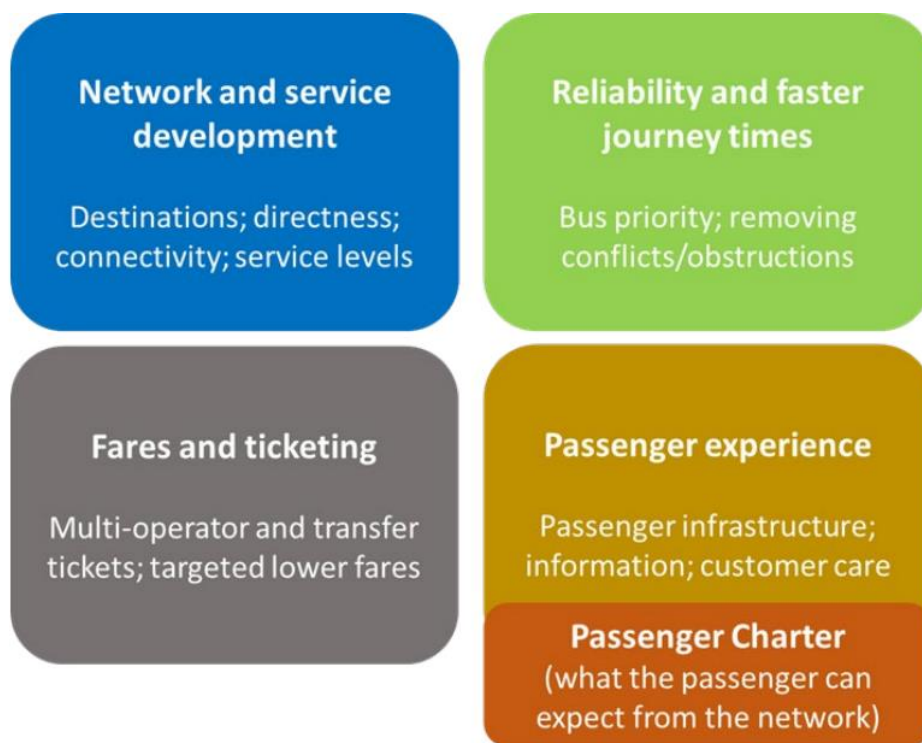 Network and service
development
Destinations; directness;
connectivity; service levels
Reliability and faster
journey times
Bus priority; removing
conflicts/obstructions
Fares and ticketing
Multi-operator and transfer
tickets; targeted lower fares
Passenger experience
Passenger infrastructure;
information; customer care
Passenger Charter
(what the passenger can
expect from the network)